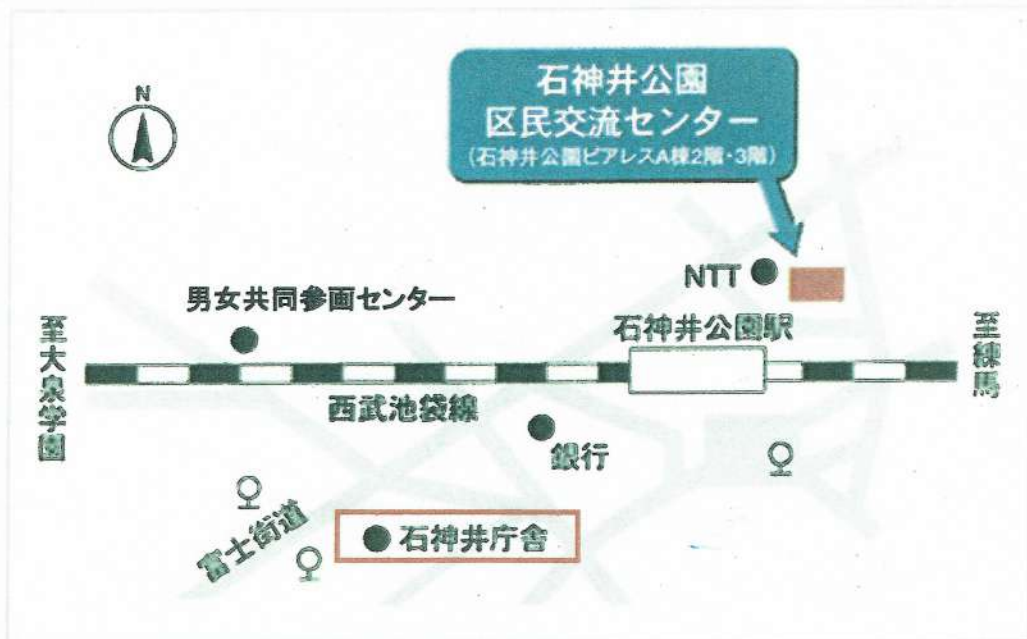 N
石神井公園
区民交流センター
(石神井公園ピアレスA棟2階・3階)
NTT
男女共同参画センター
石神井公園駅
至大泉学園
至練馬
西武池袋線
銀行
富士街道
石神井庁舎